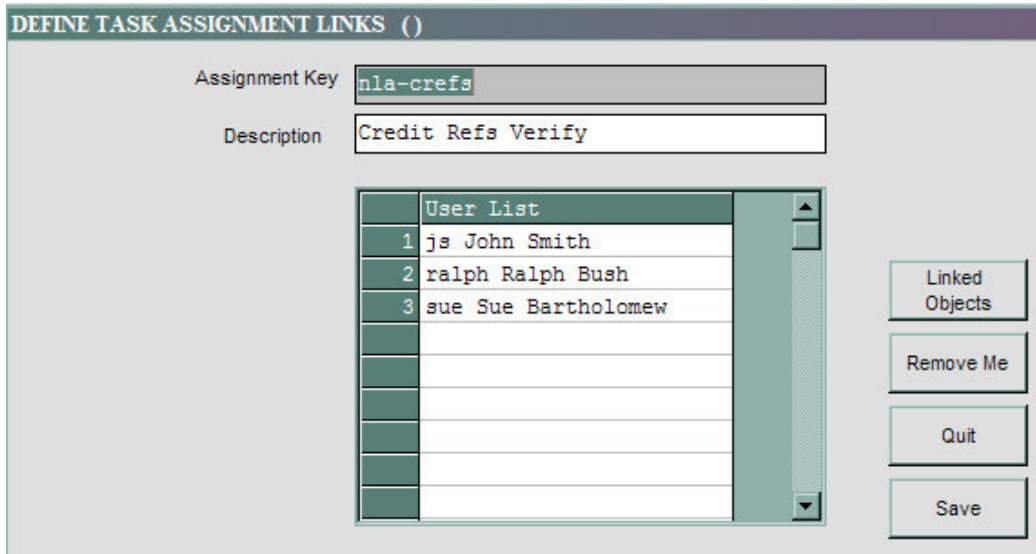 DEFINE TASK ASSIGNMENT LINKS ()
Assignment Key nla-crefs
Description Credit Refs Verify
User List
1 js John Smith
2 ralph Ralph Bush
3 sue Sue Bartholomew
Linked
Objects
Remove Me
Quit
Save